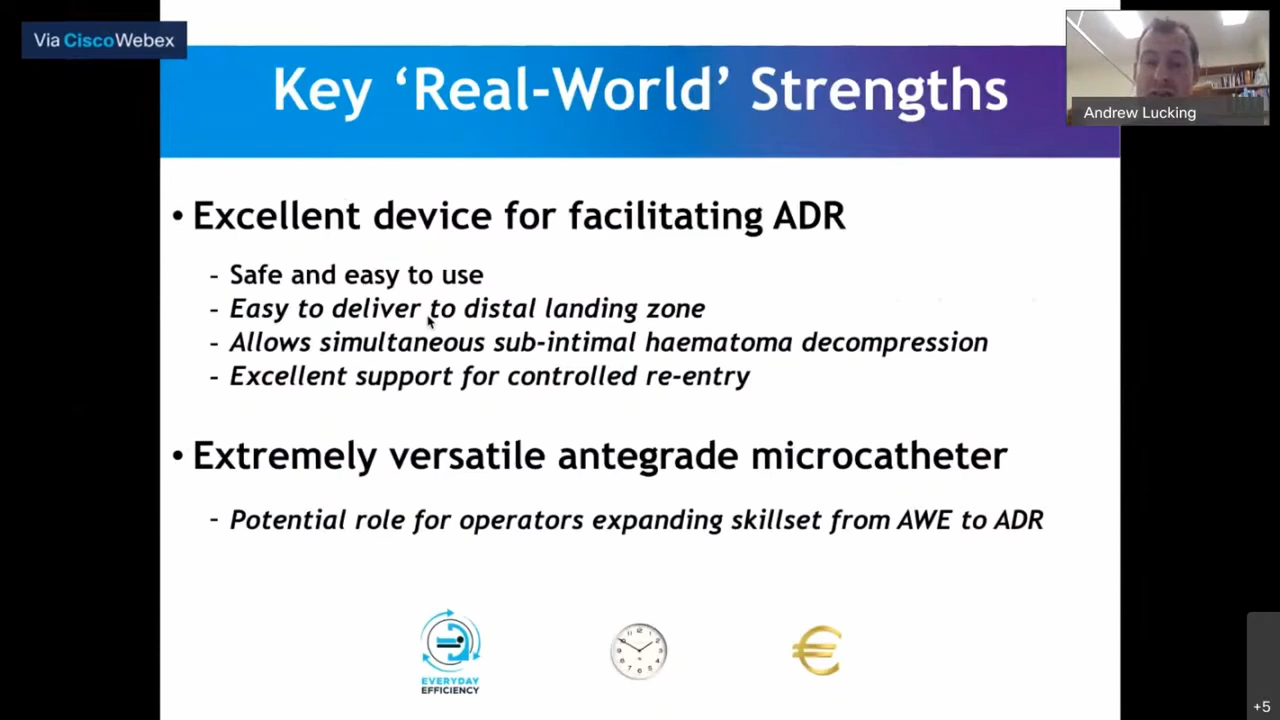 Via Cisco Webex
Key ‘Real-World’ Strengths
Andrew Lucking
• Excellent device for facilitating ADR
- Safe and easy to use
- Easy to deliver to distal landing zone
- Allows simultaneous sub-intimal haematoma decompression
- Excellent support for controlled re-entry
• Extremely versatile antegrade microcatheter
- Potential role for operators expanding skillset from AWE to ADR
EVERYDAY
EFFICIENCY
€
+5